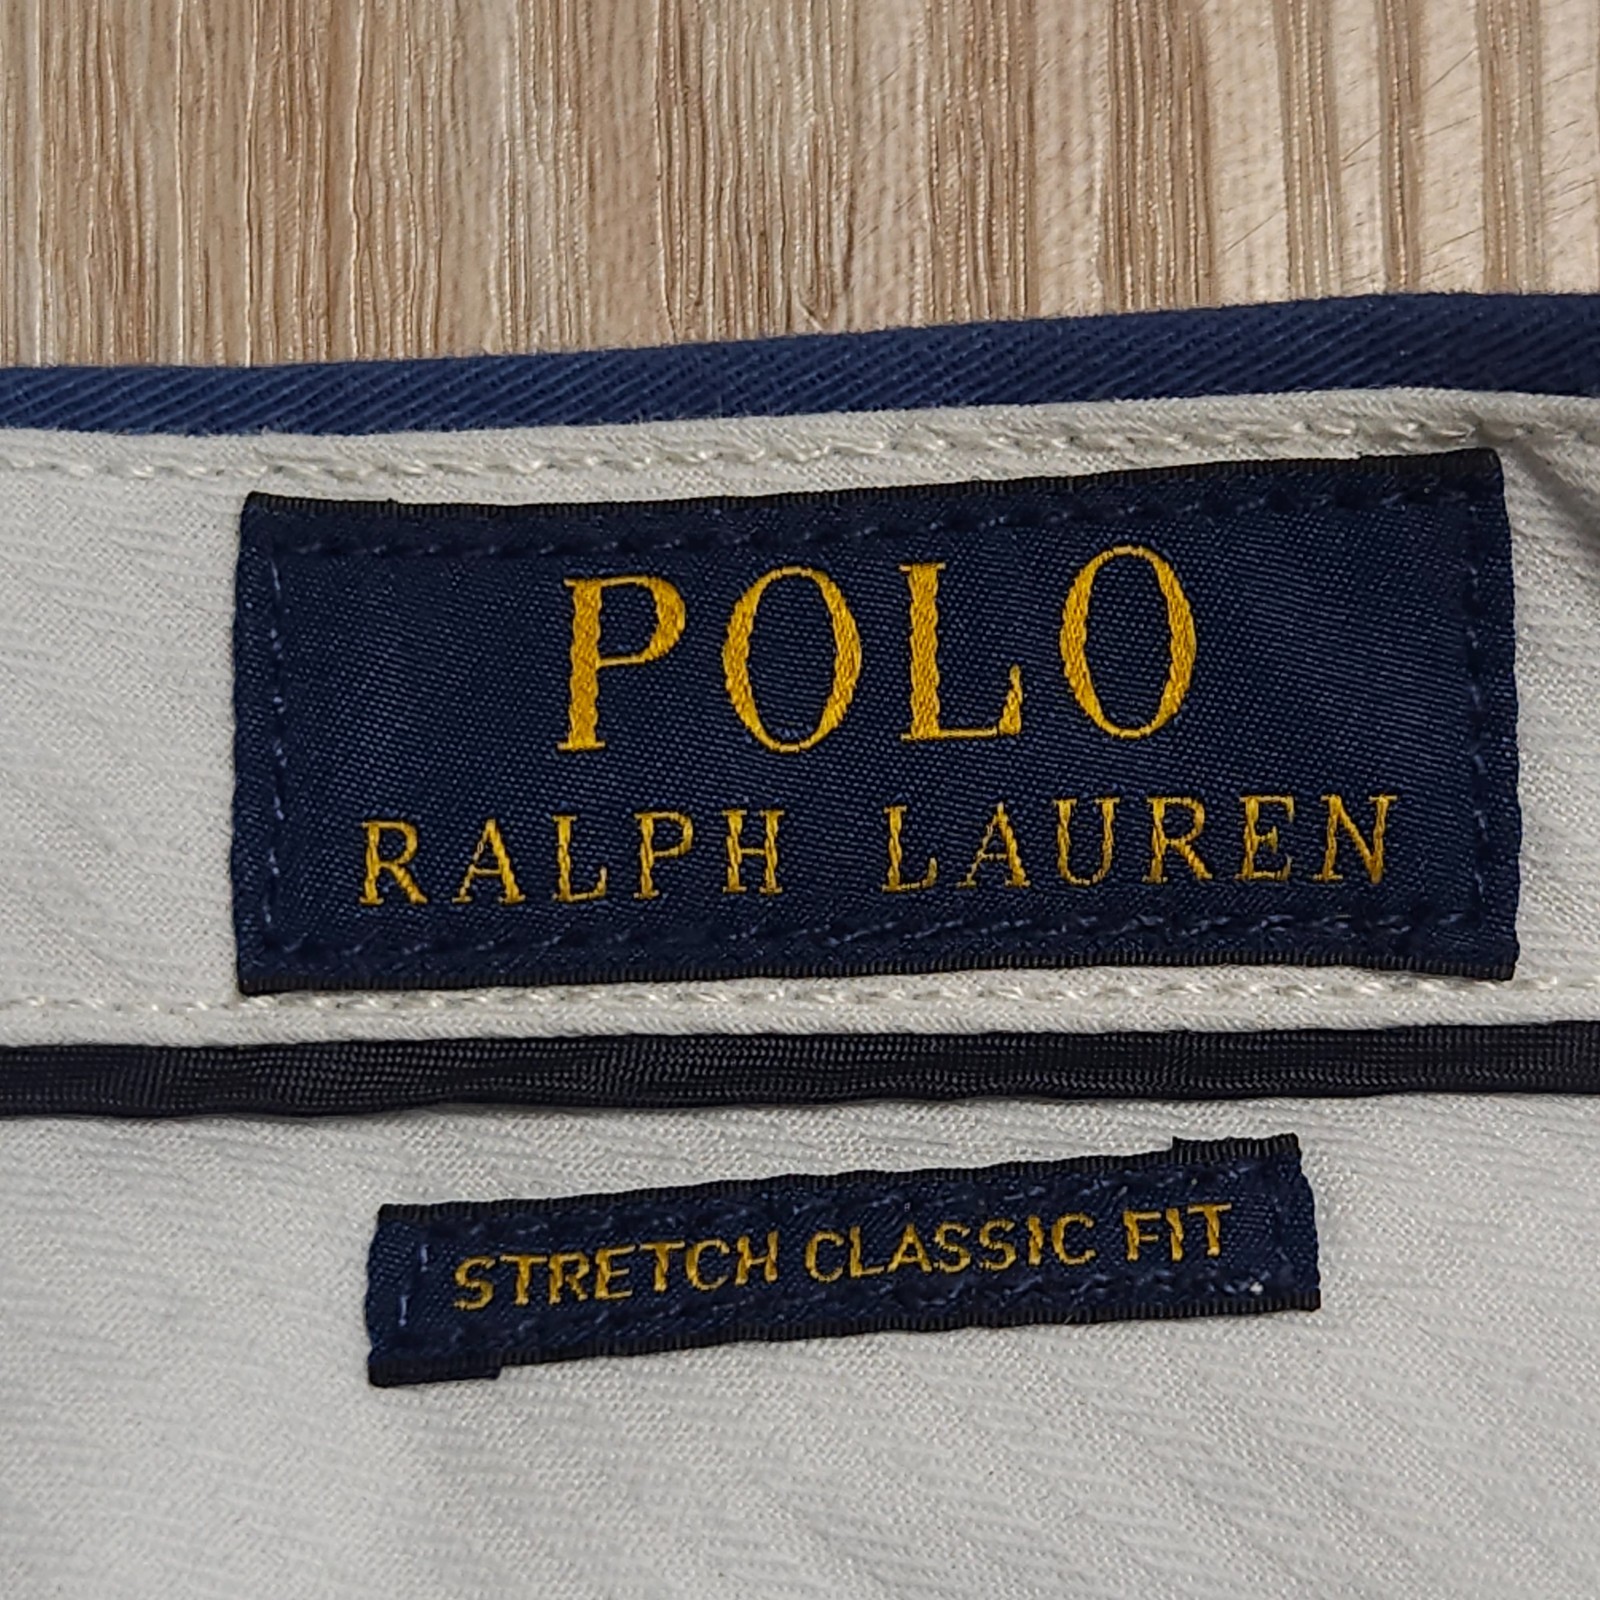 POLO
RALPH LAUREN
STRETCH CLASSIC FIT